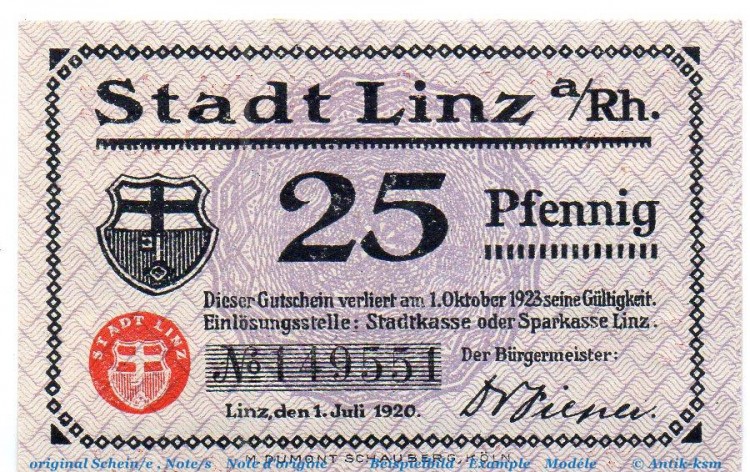 Stadt Linz a/Rh.
25 Pfennig
Dieser Gutschein verliert am 1. Oktober 1923 seine Gültigkeit.
Einlösungsstelle: Stadtkasse oder Sparkasse Linz.
STADT LINZ
No 149551
Der Bürgermeister:
Linz, den 1. Juli 1920.
Dr Pieper.
M. DUMONT SCHAUBERG, KÖLN
original Schein/e . Note/s Note d'origine Beispielbild Example Modèle © Antik-ksm